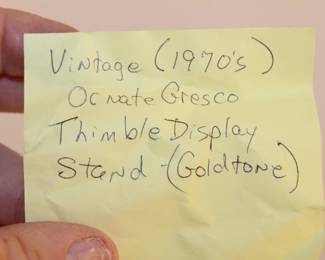 Vintage (1970's)
Ornate Gresco
Thimble Display
Stand - (Goldtone)